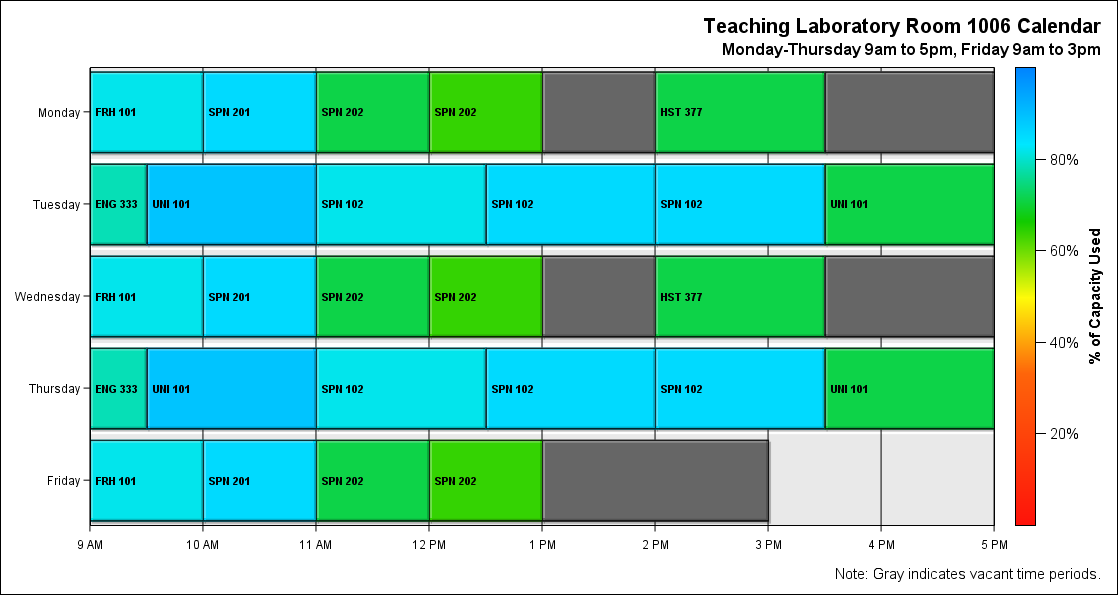 Teaching Laboratory Room 1006 Calendar
Monday-Thursday 9am to 5pm, Friday 9am to 3pm
Monday
FRH 101 SPN 201 SPN 202 SPN 202 HST 377
Tuesday
ENG 333 UNI 101 SPN 102 SPN 102 SPN 102 UNI 101
Wednesday
FRH 101 SPN 201 SPN 202 SPN 202 HST 377
Thursday
ENG 333 UNI 101 SPN 102 SPN 102 SPN 102 UNI 101
Friday
FRH 101 SPN 201 SPN 202 SPN 202
9 AM 10 AM 11 AM 12 PM 1 PM 2 PM 3 PM 4 PM 5 PM
80%
60%
40%
20%
% of Capacity Used
Note: Gray indicates vacant time periods.